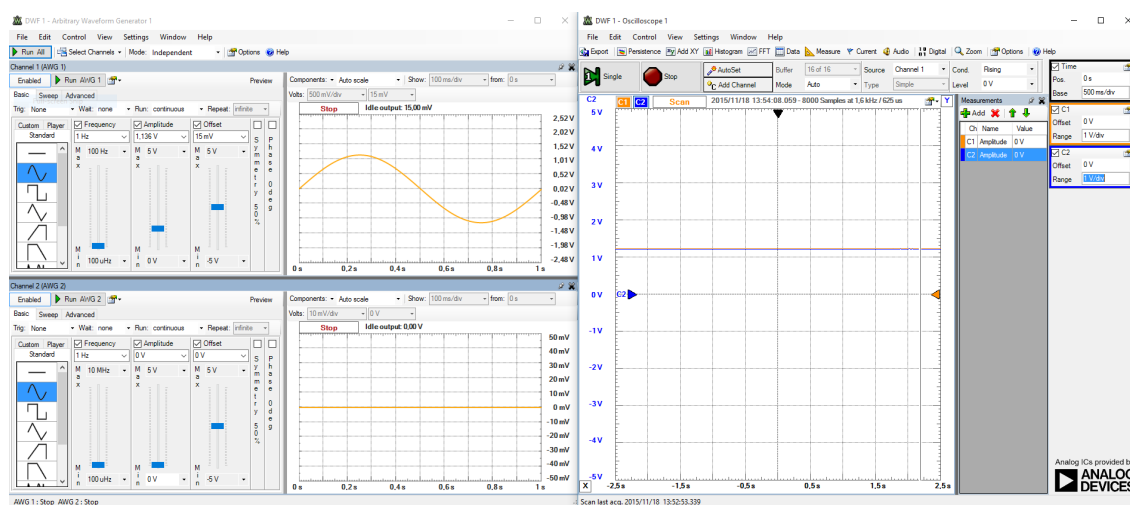 DWF 1 - Arbitrary Waveform Generator 1
File Edit Control View Settings Window Help
Run All Select Channels Mode: Independent Options Help
Channel 1 (AWG 1)
Enabled Run AWG 1 Preview
Basic Sweep Advanced
Trig: None Wait: none Run: continuous Repeat: infinite
Custom Player
Standard
Frequency Amplitude Offset
1 Hz 1,136 V 15 mV
Max 100 Hz Max 5 V Max 5 V
Min 100 uHz Min 0 V Min -5 V
Symmetry 50 %
Phase 0 deg
Components: Auto scale Show: 100 ms/div from: 0 s
Volts: 500 mV/div 15 mV
Stop Idle output: 15,00 mV
2,52 V
2,02 V
1,52 V
1,01 V
0,52 V
0,02 V
-0,48 V
-0,98 V
-1,48 V
-1,98 V
-2,48 V
0 s 0,2 s 0,4 s 0,6 s 0,8 s 1 s
Channel 2 (AWG 2)
Enabled Run AWG 2 Preview
Basic Sweep Advanced
Trig: None Wait: none Run: continuous Repeat: infinite
Custom Player
Standard
Frequency Amplitude Offset
1 Hz 0 V 0 V
Max 10 MHz Max 5 V Max 5 V
Min 100 uHz Min 0 V Min -5 V
Symmetry 50 %
Phase 0 deg
Components: Auto scale Show: 100 ms/div from: 0 s
Volts: 10 mV/div 0 V
Stop Idle output: 0,00 V
50 mV
40 mV
30 mV
20 mV
10 mV
0 mV
-10 mV
-20 mV
-30 mV
-40 mV
-50 mV
0 s 0,2 s 0,4 s 0,6 s 0,8 s 1 s
AWG 1 : Stop AWG 2 : Stop
DWF 1 - Oscilloscope 1
File Edit Control View Settings Window Help
Export Persistence Add XY Histogram FFT Data Measure Current Audio Digital Zoom Options Help
1 Single Stop AutoSet Buffer 16 of 16 Source Channel 1 Cond. Rising
Add Channel Mode Auto Type Simple Level 0 V
C2 C1 C2 Scan 2015/11/18 13:54:08.059 - 8000 Samples at 1,6 kHz / 625 us Y
5 V
4 V
3 V
2 V
1 V
0 V C2
-1 V
-2 V
-3 V
-4 V
-5 V
X -2,5 s -1,5 s -0,5 s 0,5 s 1,5 s 2,5 s
Scan last acq. 2015/11/18 13:52:53.339
Measurements
Add
Ch Name Value
C1 Amplitude 0 V
C2 Amplitude 0 V
Time
Pos. 0 s
Base 500 ms/div
C1
Offset 0 V
Range 1 V/div
C2
Offset 0 V
Range 1 V/div
Analog ICs provided b
ANALOG
DEVICES